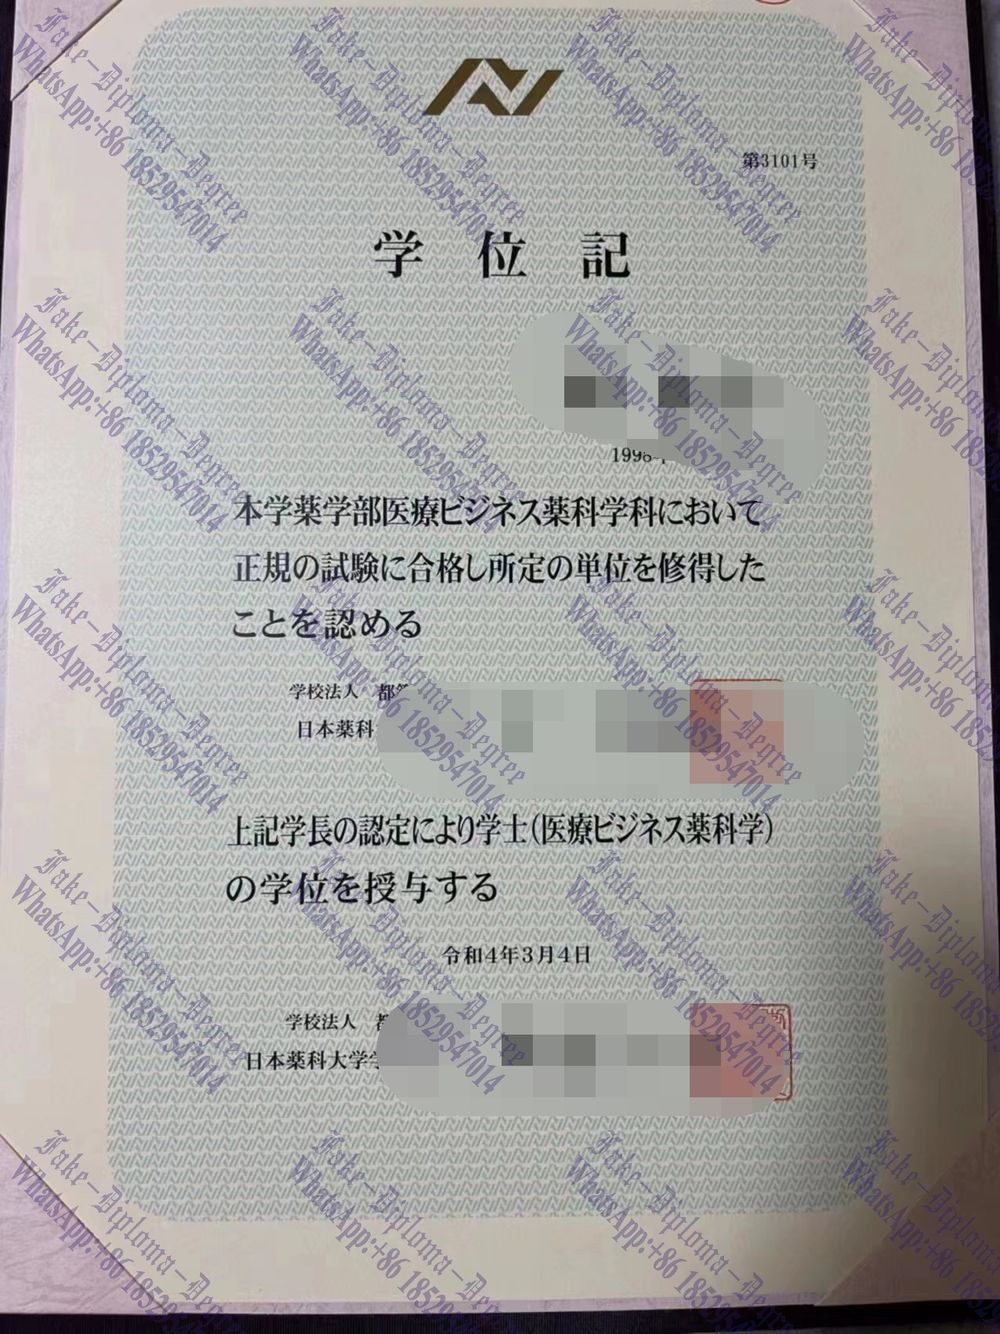 第3101号
学位記
本学薬学部医療ビジネス薬科学科において
正規の試験に合格し所定の単位を修得した
ことを認める
学校法人 都
日本薬科
上記学長の認定により学士(医療ビジネス薬科学)
の学位を授与する
令和4年3月4日
学校法人
日本薬科大学
Fake-Diploma-Degree
WhatsApp:+86 18529547014